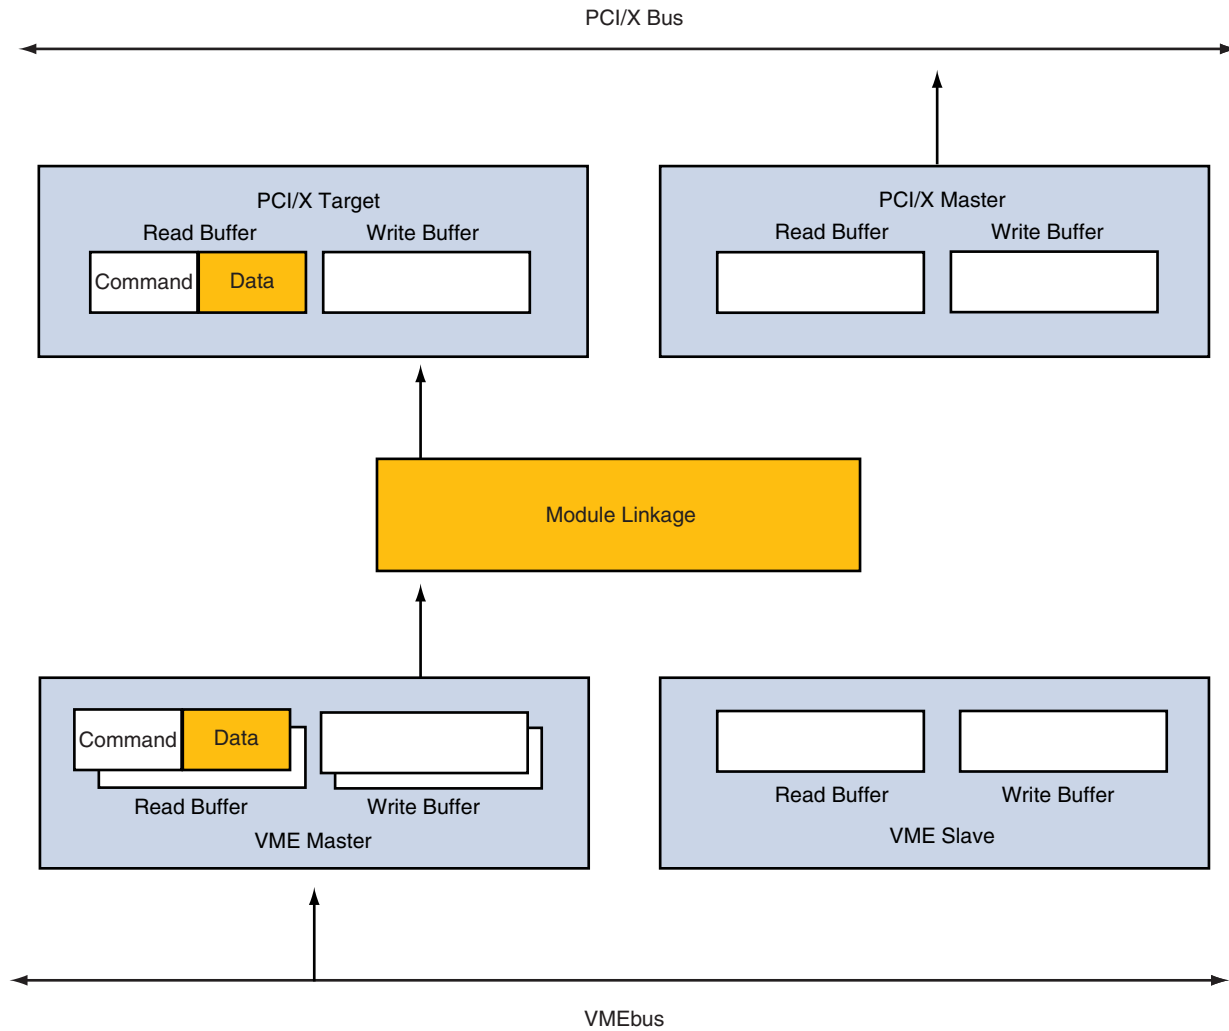 PCI/X Bus
PCI/X Target
Read Buffer Write Buffer
Command Data
PCI/X Master
Read Buffer Write Buffer
Module Linkage
Command Data
Read Buffer Write Buffer
VME Master
Read Buffer Write Buffer
VME Slave
VMEbus